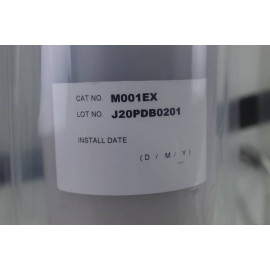 CAT NO. M001EX
LOT NO. J20PDB0201
INSTALL DATE
( D / M / Y )